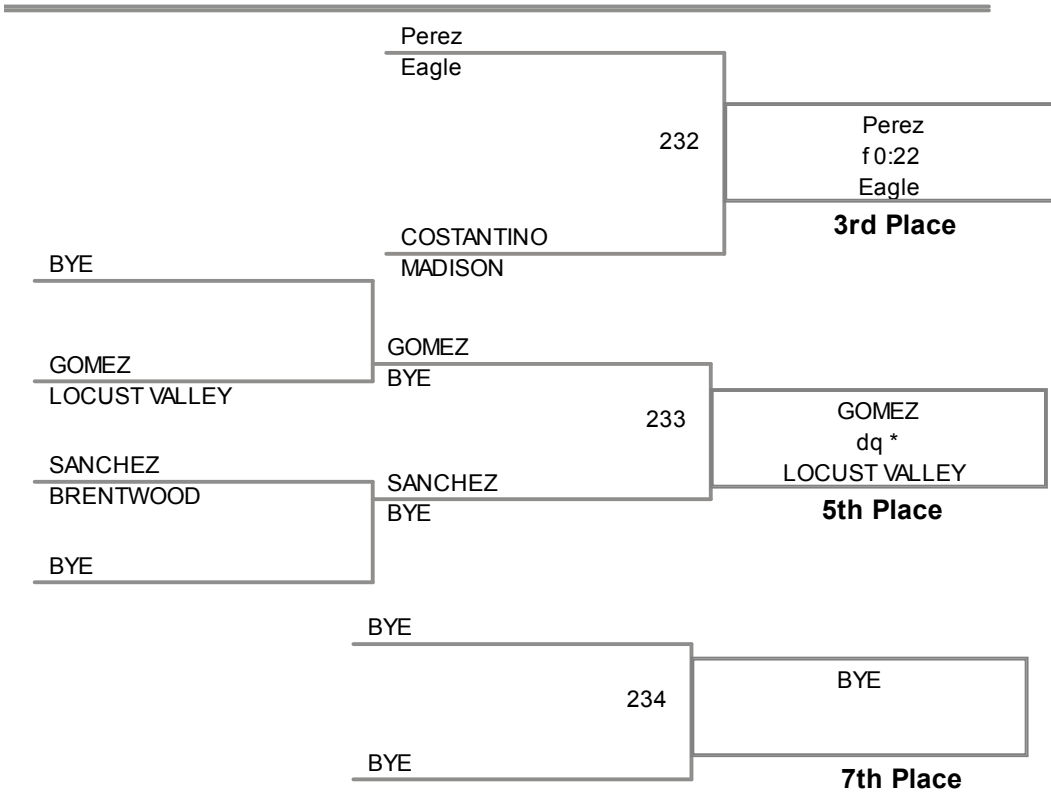 Perez
Eagle
232
Perez
f 0:22
Eagle
3rd Place
COSTANTINO
MADISON
BYE
GOMEZ
LOCUST VALLEY
GOMEZ
BYE
233
GOMEZ
dq *
LOCUST VALLEY
5th Place
SANCHEZ
BRENTWOOD
SANCHEZ
BYE
BYE
BYE
234
BYE
BYE
7th Place